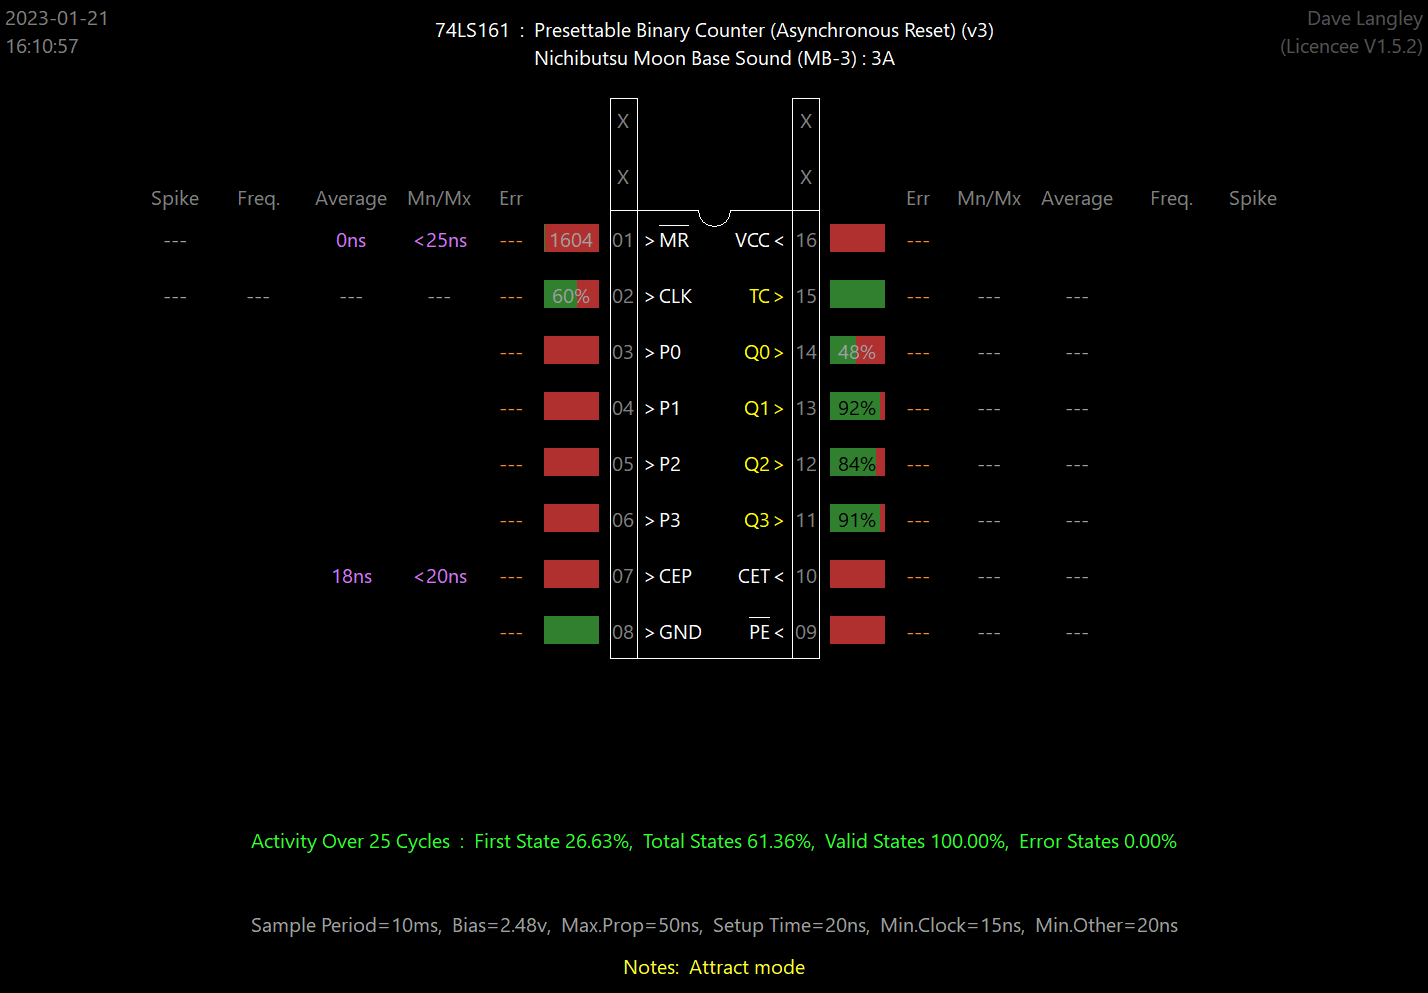 2023-01-21
16:10:57
74LS161 : Presettable Binary Counter (Asynchronous Reset) (v3)
Nichibutsu Moon Base Sound (MB-3) : 3A
Dave Langley
(Licencee V1.5.2)
X X
X X
Spike Freq. Average Mn/Mx Err Err Mn/Mx Average Freq. Spike
--- 0ns <25ns --- 1604 01 > MR VCC < 16 ---
--- --- --- --- --- 60% 02 > CLK TC > 15 --- --- ---
--- 03 > P0 Q0 > 14 48% --- --- ---
--- 04 > P1 Q1 > 13 92% --- --- ---
--- 05 > P2 Q2 > 12 84% --- --- ---
--- 06 > P3 Q3 > 11 91% --- --- ---
18ns <20ns --- 07 > CEP CET < 10 --- --- ---
--- 08 > GND PE < 09 --- --- ---
Activity Over 25 Cycles : First State 26.63%, Total States 61.36%, Valid States 100.00%, Error States 0.00%
Sample Period=10ms, Bias=2.48v, Max.Prop=50ns, Setup Time=20ns, Min.Clock=15ns, Min.Other=20ns
Notes: Attract mode